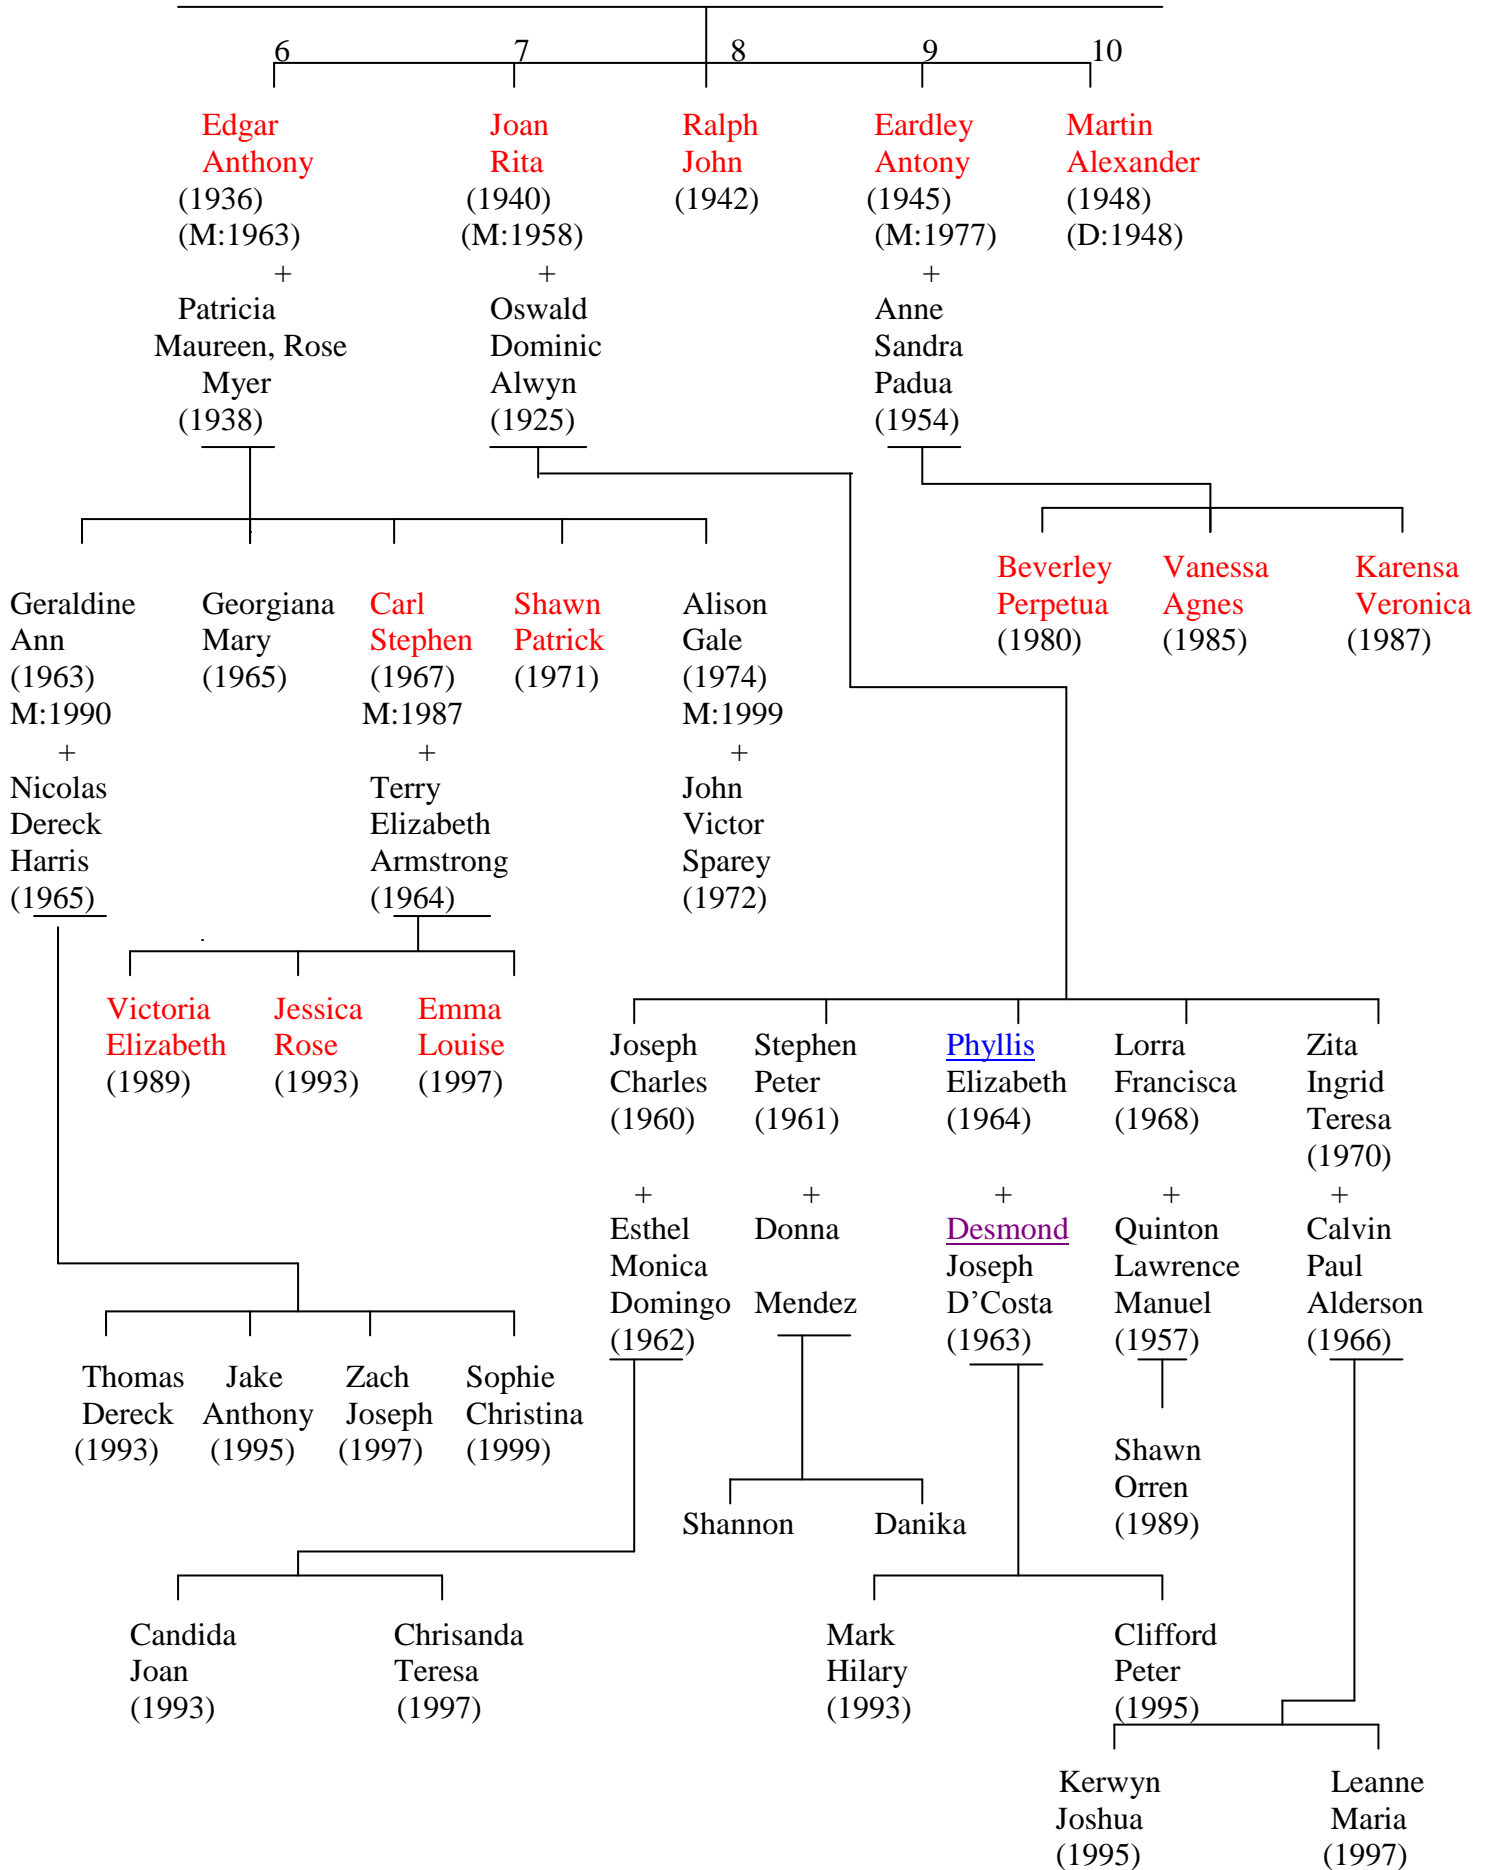 6 7 8 9 10
Edgar
Anthony
(1936)
(M:1963)
+
Patricia
Maureen, Rose
Myer
(1938)
Joan
Rita
(1940)
(M:1958)
+
Oswald
Dominic
Alwyn
(1925)
Ralph
John
(1942)
Eardley
Antony
(1945)
(M:1977)
+
Anne
Sandra
Padua
(1954)
Martin
Alexander
(1948)
(D:1948)
Geraldine
Ann
(1963)
M:1990
+
Nicolas
Dereck
Harris
(1965)
Georgiana
Mary
(1965)
Carl
Stephen
(1967)
M:1987
+
Terry
Elizabeth
Armstrong
(1964)
Shawn
Patrick
(1971)
Alison
Gale
(1974)
M:1999
+
John
Victor
Sparey
(1972)
Beverley
Perpetua
(1980)
Vanessa
Agnes
(1985)
Karensa
Veronica
(1987)
Victoria
Elizabeth
(1989)
Jessica
Rose
(1993)
Emma
Louise
(1997)
Joseph
Charles
(1960)
+
Esthel
Monica
Domingo
(1962)
Stephen
Peter
(1961)
+
Donna
Mendez
Phyllis
Elizabeth
(1964)
+
Desmond
Joseph
D’Costa
(1963)
Lorra
Francisca
(1968)
+
Quinton
Lawrence
Manuel
(1957)
Zita
Ingrid
Teresa
(1970)
+
Calvin
Paul
Alderson
(1966)
Thomas
Dereck
(1993)
Jake
Anthony
(1995)
Zach
Joseph
(1997)
Sophie
Christina
(1999)
Shannon
Danika
Shawn
Orren
(1989)
Candida
Joan
(1993)
Chrisanda
Teresa
(1997)
Mark
Hilary
(1993)
Clifford
Peter
(1995)
Kerwyn
Joshua
(1995)
Leanne
Maria
(1997)